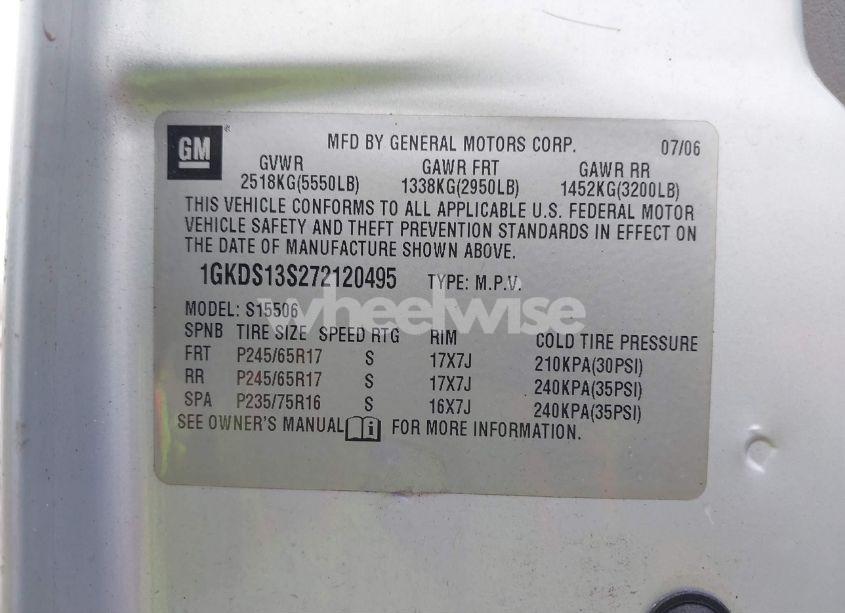 GM ® MFD BY GENERAL MOTORS CORP. 07/06
GVWR GAWR FRT GAWR RR
2518KG(5550LB) 1338KG(2950LB) 1452KG(3200LB)
THIS VEHICLE CONFORMS TO ALL APPLICABLE U.S. FEDERAL MOTOR
VEHICLE SAFETY AND THEFT PREVENTION STANDARDS IN EFFECT ON
THE DATE OF MANUFACTURE SHOWN ABOVE.
1GKDS13S272120495 TYPE: M.P.V.
wheelwise
MODEL: S15506
SPNB TIRE SIZE SPEED RTG RIM COLD TIRE PRESSURE
FRT P245/65R17 S 17X7J 210KPA(30PSI)
RR P245/65R17 S 17X7J 240KPA(35PSI)
SPA P235/75R16 S 16X7J 240KPA(35PSI)
SEE OWNER'S MANUAL i FOR MORE INFORMATION.